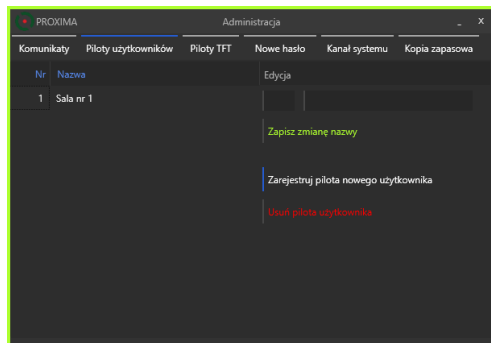 PROXIMA Administracja _ x
Komunikaty Piloty użytkowników Piloty TFT Nowe hasło Kanał systemu Kopia zapasowa
Nr Nazwa Edycja
1 Sala nr 1
Zapisz zmianę nazwy
Zarejestruj pilota nowego użytkownika
Usuń pilota użytkownika